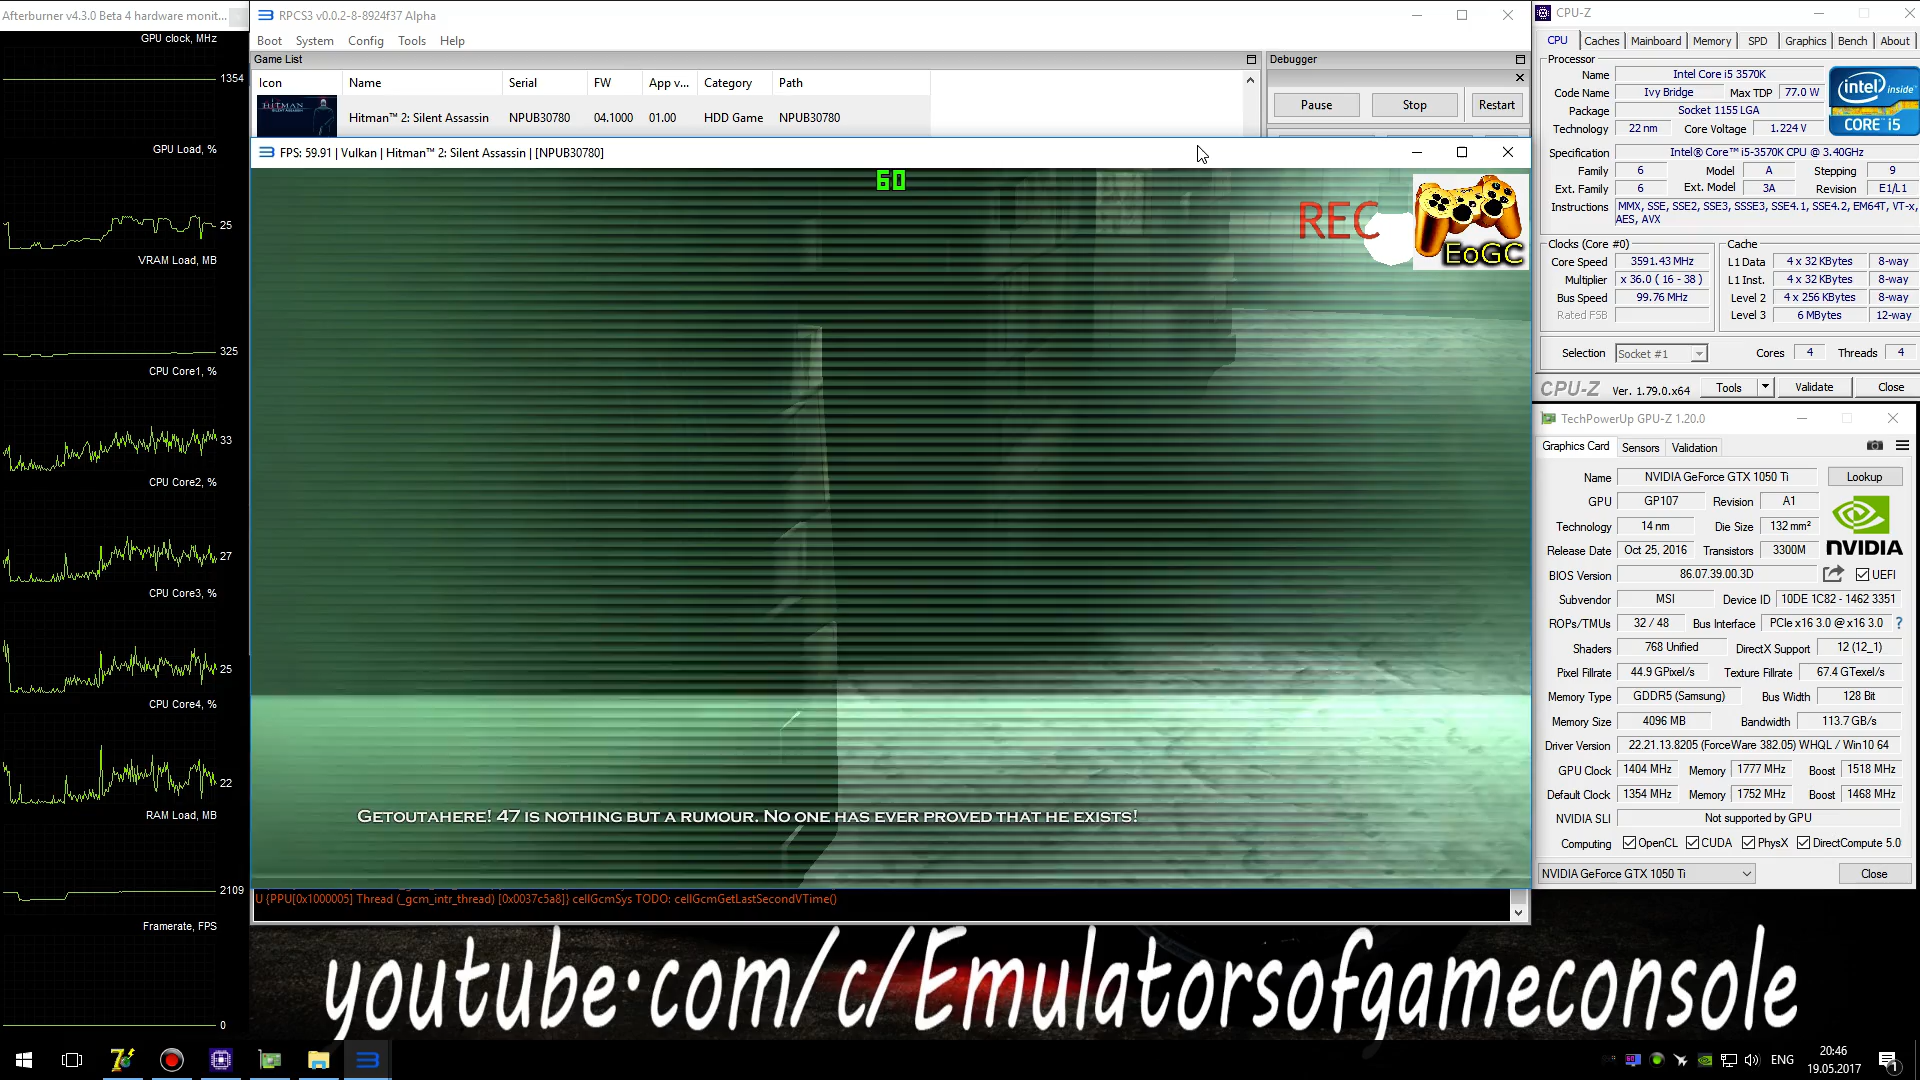 Afterburner v4.3.0 Beta 4 hardware monit...
GPU clock, MHz
1354
GPU Load, %
25
VRAM Load, MB
325
CPU Core1, %
33
CPU Core2, %
27
CPU Core3, %
25
CPU Core4, %
22
RAM Load, MB
2109
Framerate, FPS
0
RPCS3 v0.0.2-8-8924f37 Alpha
Boot System Config Tools Help
Game List
Icon Name Serial FW App v... Category Path
HITMAN
Hitman™ 2: Silent Assassin NPUB30780 04.1000 01.00 HDD Game NPUB30780
Debugger
Pause Stop Restart
FPS: 59.91 | Vulkan | Hitman™ 2: Silent Assassin | [NPUB30780]
60
REC
EoGC
Getoutahere! 47 is nothing but a rumour. No one has ever proved that he exists!
U {PPU[0x1000005] Thread (_gcm_intr_thread) [0x0037c5a8]} cellGcmSys TODO: cellGcmGetLastSecondVTime()
youtube.com/c/Emulatorsofgameconsole
CPU-Z
CPU Caches Mainboard Memory SPD Graphics Bench About
Processor
Name Intel Core i5 3570K
Code Name Ivy Bridge Max TDP 77.0 W
Package Socket 1155 LGA
Technology 22 nm Core Voltage 1.224 V
intel inside™
CORE i5
Specification Intel® Core™ i5-3570K CPU @ 3.40GHz
Family 6 Model A Stepping 9
Ext. Family 6 Ext. Model 3A Revision E1/L1
Instructions MMX, SSE, SSE2, SSE3, SSSE3, SSE4.1, SSE4.2, EM64T, VT-x,
AES, AVX
Clocks (Core #0)
Core Speed 3591.43 MHz
Multiplier x 36.0 ( 16 - 38 )
Bus Speed 99.76 MHz
Rated FSB
Cache
L1 Data 4 x 32 KBytes 8-way
L1 Inst. 4 x 32 KBytes 8-way
Level 2 4 x 256 KBytes 8-way
Level 3 6 MBytes 12-way
Selection Socket #1 Cores 4 Threads 4
CPU-Z Ver. 1.79.0.x64 Tools Validate Close
TechPowerUp GPU-Z 1.20.0
Graphics Card Sensors Validation
Name NVIDIA GeForce GTX 1050 Ti Lookup
GPU GP107 Revision A1
Technology 14 nm Die Size 132 mm²
Release Date Oct 25, 2016 Transistors 3300M
NVIDIA
BIOS Version 86.07.39.00.3D UEFI
Subvendor MSI Device ID 10DE 1C82 - 1462 3351
ROPs/TMUs 32 / 48 Bus Interface PCIe x16 3.0 @ x16 3.0 ?
Shaders 768 Unified DirectX Support 12 (12_1)
Pixel Fillrate 44.9 GPixel/s Texture Fillrate 67.4 GTexel/s
Memory Type GDDR5 (Samsung) Bus Width 128 Bit
Memory Size 4096 MB Bandwidth 113.7 GB/s
Driver Version 22.21.13.8205 (ForceWare 382.05) WHQL / Win10 64
GPU Clock 1404 MHz Memory 1777 MHz Boost 1518 MHz
Default Clock 1354 MHz Memory 1752 MHz Boost 1468 MHz
NVIDIA SLI Not supported by GPU
Computing OpenCL CUDA PhysX DirectCompute 5.0
NVIDIA GeForce GTX 1050 Ti Close
ENG
20:46
19.05.2017
1